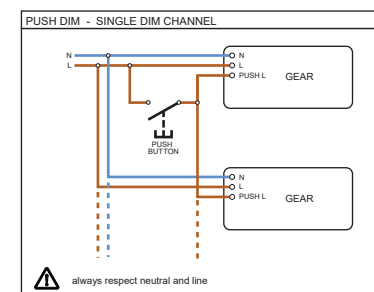 PUSH DIM - SINGLE DIM CHANNEL
N
L
N
L
PUSH L
GEAR
PUSH
BUTTON
N
L
PUSH L
GEAR
always respect neutral and line